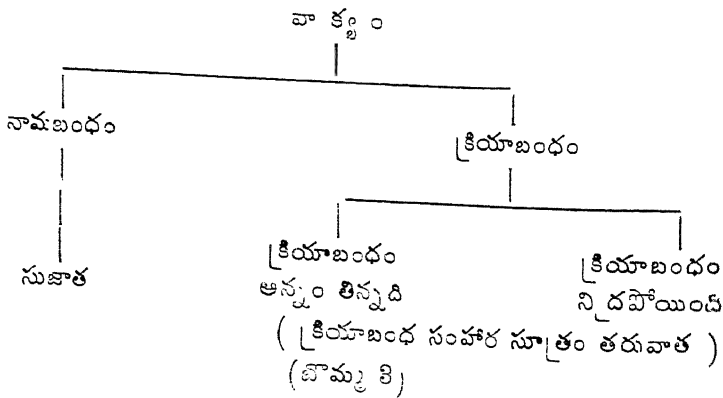 వాక్యం
నామబంధం
క్రియాబంధం
సుజాత
క్రియాబంధం క్రియాబంధం
అన్నం తిన్నది నిద్రపోయింది
( క్రియాబంధ సంహార సూత్రం తరువాత )
(బొమ్మ 3)